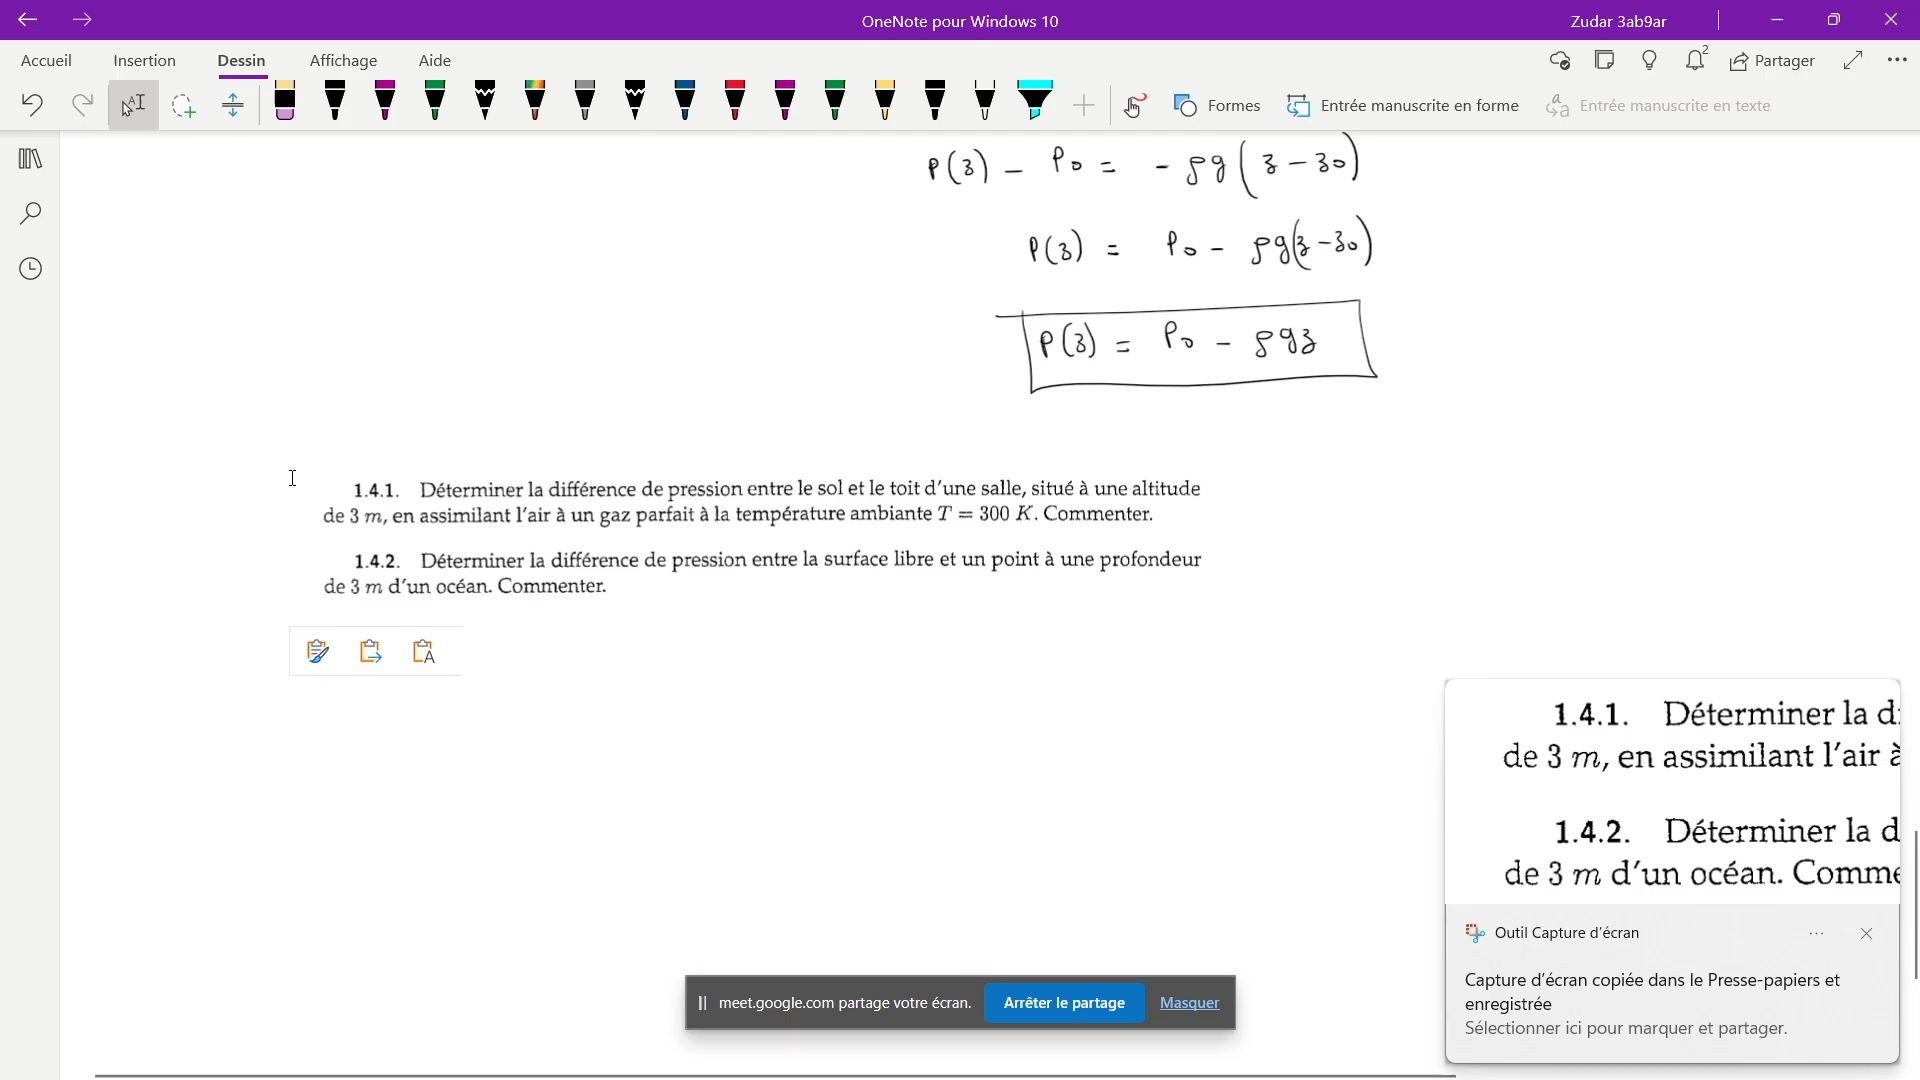 OneNote pour Windows 10
Zudar 3ab9ar
Accueil
Insertion
Dessin
Affichage
Aide
2
Partager
Formes
Entrée manuscrite en forme
Entrée manuscrite en texte
P(z) - P0 = - ρg(z - z0)
P(z) = P0 - ρg(z - z0)
P(z) = P0 - ρgz
1.4.1. Déterminer la différence de pression entre le sol et le toit d'une salle, situé à une altitude
de 3 m, en assimilant l'air à un gaz parfait à la température ambiante T = 300 K. Commenter.
1.4.2. Déterminer la différence de pression entre la surface libre et un point à une profondeur
de 3 m d'un océan. Commenter.
1.4.1. Déterminer la di
de 3 m, en assimilant l'air à
1.4.2. Déterminer la d
de 3 m d'un océan. Comme
Outil Capture d'écran
Capture d'écran copiée dans le Presse-papiers et
enregistrée
Sélectionner ici pour marquer et partager.
meet.google.com partage votre écran.
Arrêter le partage
Masquer